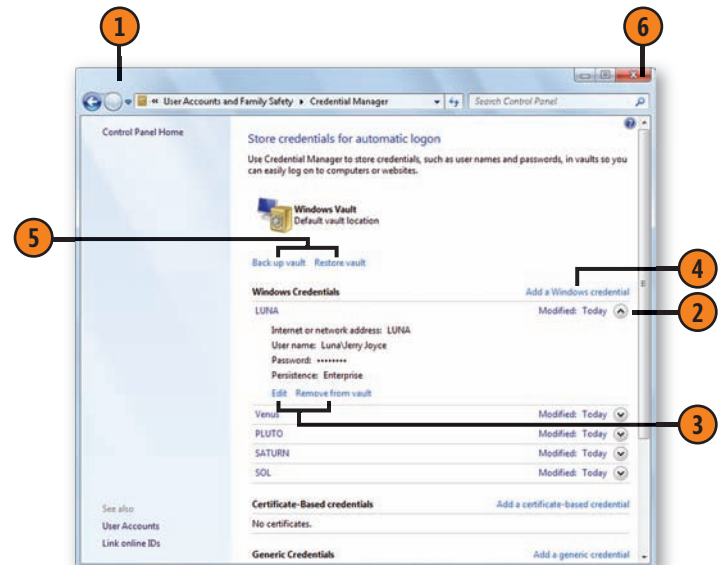 1
6
« User Accounts and Family Safety ▸ Credential Manager
Search Control Panel
Control Panel Home
Store credentials for automatic logon
Use Credential Manager to store credentials, such as user names and passwords, in vaults so you
can easily log on to computers or websites.
Windows Vault
Default vault location
5
Back up vault Restore vault
4
Windows Credentials Add a Windows credential
LUNA Modified: Today
2
Internet or network address: LUNA
User name: Luna\Jerry Joyce
Password: ••••••••
Persistence: Enterprise
Edit Remove from vault
3
Venus Modified: Today
PLUTO Modified: Today
SATURN Modified: Today
SOL Modified: Today
Certificate-Based credentials Add a certificate-based credential
No certificates.
Generic Credentials Add a generic credential
See also
User Accounts
Link online IDs